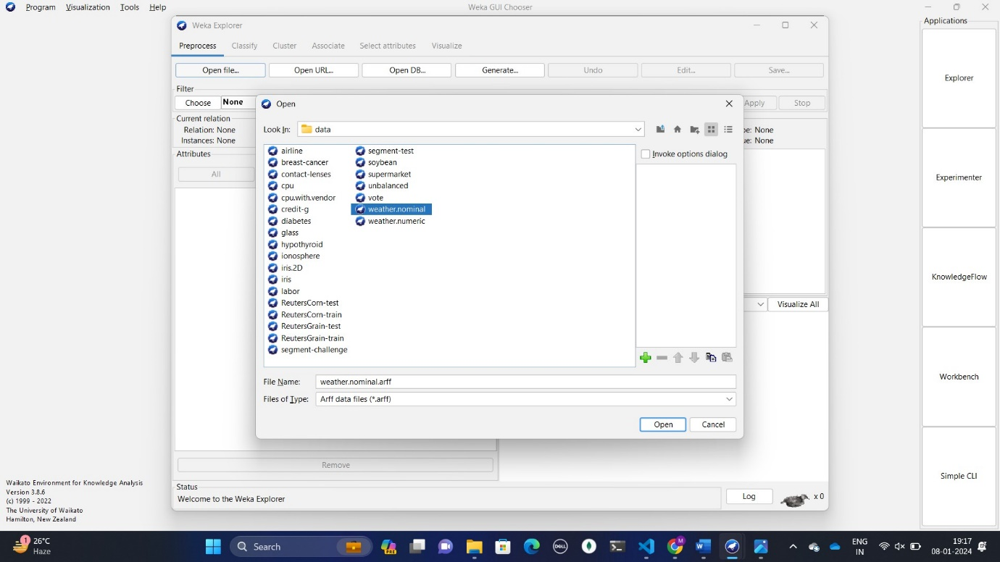 Program Visualization Tools Help
Weka GUI Chooser
Applications
Weka Explorer
Preprocess Classify Cluster Associate Select attributes Visualize
Open file... Open URL... Open DB... Generate... Undo Edit... Save...
Filter
Choose None
Apply Stop
Current relation
Relation: None
Instances: None
Attributes
All
pe: None
ue: None
Open
Look In: data
airline
breast-cancer
contact-lenses
cpu
cpu.with.vendor
credit-g
diabetes
glass
hypothyroid
ionosphere
iris.2D
iris
labor
ReutersCorn-test
ReutersCorn-train
ReutersGrain-test
ReutersGrain-train
segment-challenge
segment-test
soybean
supermarket
unbalanced
vote
weather.nominal
weather.numeric
Invoke options dialog
File Name: weather.nominal.arff
Files of Type: Arff data files (*.arff)
Open Cancel
Visualize All
Remove
Status
Welcome to the Weka Explorer
Log
x 0
Explorer
Experimenter
KnowledgeFlow
Workbench
Simple CLI
Waikato Environment for Knowledge Analysis
Version 3.8.6
(c) 1999 - 2022
The University of Waikato
Hamilton, New Zealand
1
26°C
Haze
Search
PRE
DELL
M
W
ENG
IN
19:17
08-01-2024